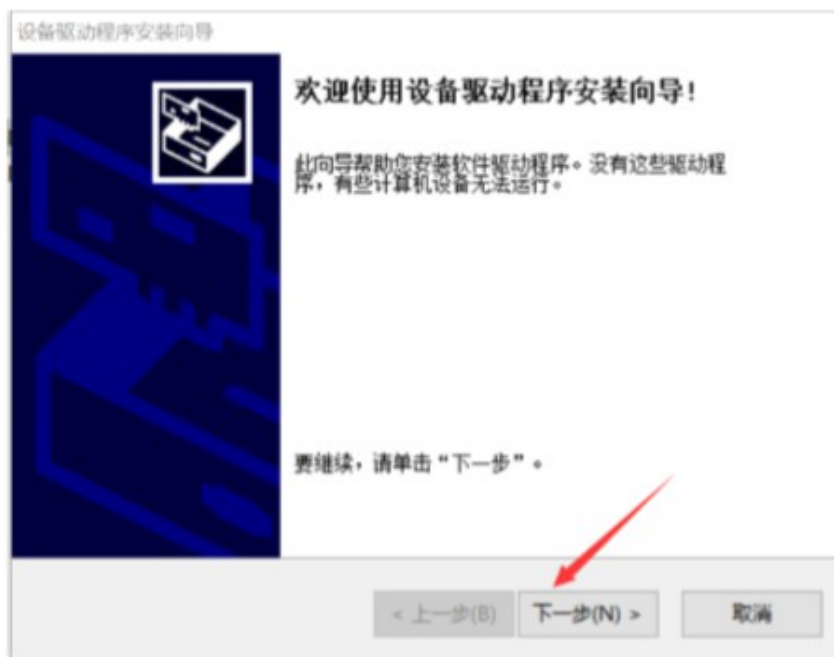 设备驱动程序安装向导
欢迎使用设备驱动程序安装向导!
此向导帮助您安装软件驱动程序。没有这些驱动程
序，有些计算机设备无法运行。
要继续，请单击“下一步”。
< 上一步(B) 下一步(N) > 取消